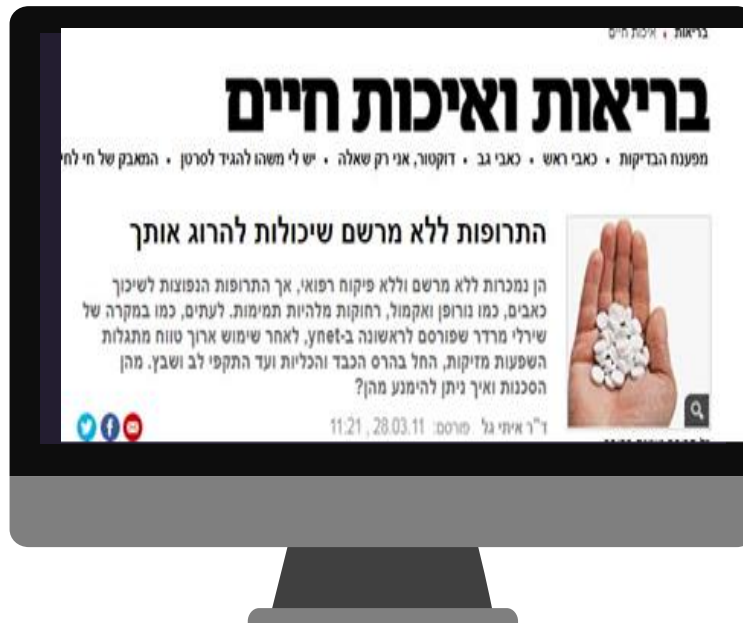 בריאות • איכות חיים
בריאות ואיכות חיים
מפענח הבדיקות • כאבי ראש • כאבי גב • דוקטור, אני רק שאלה • יש לי משהו להגיד לסרטן • המאבק של חי לחי
התרופות ללא מרשם שיכולות להרוג אותך
הן נמכרות ללא מרשם וללא פיקוח רפואי, אך התרופות הנפוצות לשיכוך
כאבים, כמו נורופן ואקמול, רחוקות מלהיות תמימות. לעתים, כמו במקרה של
שירלי מרדר שפורסם לראשונה ב-ynet, לאחר שימוש ארוך טווח מתגלות
השפעות מזיקות, החל בהרס הכבד והכליות ועד התקפי לב ושבץ. מהן
הסכנות ואיך ניתן להימנע מהן?
ד"ר איתי גל פורסם: 28.03.11 , 11:21